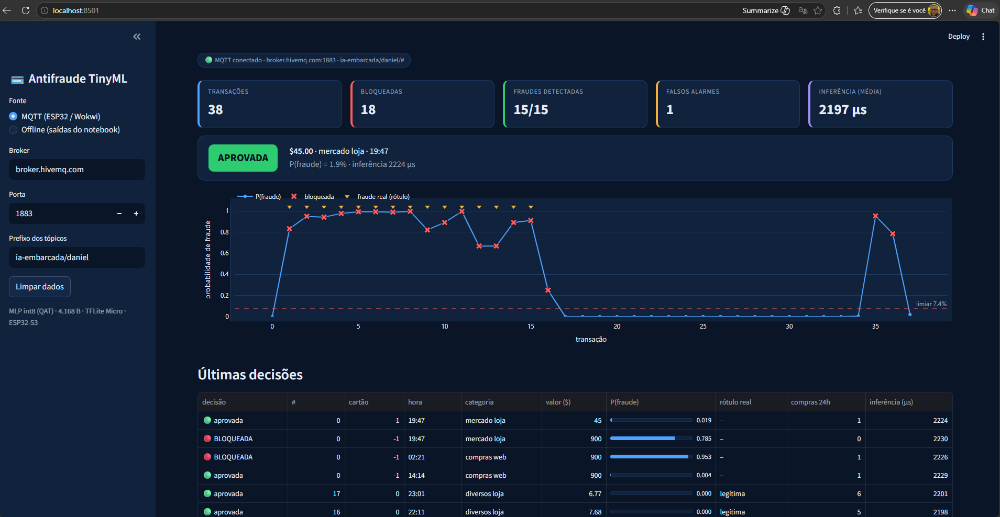 localhost:8501
Summarize
Verifique se é você
Chat
Deploy
Antifraude TinyML
Fonte
MQTT (ESP32 / Wokwi)
Offline (saídas do notebook)
Broker
broker.hivemq.com
Porta
1883
Prefixo dos tópicos
ia-embarcada/daniel
Limpar dados
MLP int8 (QAT) · 4.168 B · TFLite Micro ·
ESP32-S3
MQTT conectado · broker.hivemq.com:1883 · ia-embarcada/daniel/#
TRANSAÇÕES
38
BLOQUEADAS
18
FRAUDES DETECTADAS
15/15
FALSOS ALARMES
1
INFERÊNCIA (MÉDIA)
2197 µs
APROVADA
$45.00 · mercado loja · 19:47
P(fraude) = 1.9% · inferência 2224 µs
P(fraude) bloqueada fraude real (rótulo)
probabilidade de fraude
1
0.8
0.6
0.4
0.2
0
limiar 7.4%
0 5 10 15 20 25 30 35
transação
Últimas decisões
decisão # cartão hora categoria valor ($) P(fraude) rótulo real compras 24h inferência (µs)
aprovada 0 -1 19:47 mercado loja 45 0.019 – 1 2224
BLOQUEADA 0 -1 19:47 mercado loja 900 0.785 – 0 2230
BLOQUEADA 0 -1 02:21 compras web 900 0.953 – 1 2226
aprovada 0 -1 14:14 compras web 900 0.004 – 1 2229
aprovada 17 0 23:01 diversos loja 6.77 0.000 legítima 6 2201
aprovada 16 0 22:11 diversos loja 7.68 0.000 legítima 5 2198